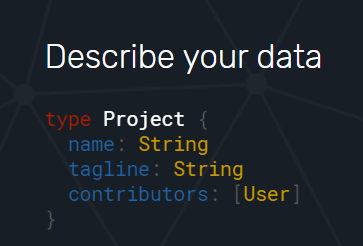 Describe your data
type Project {
  name: String
  tagline: String
  contributors: [User]
}